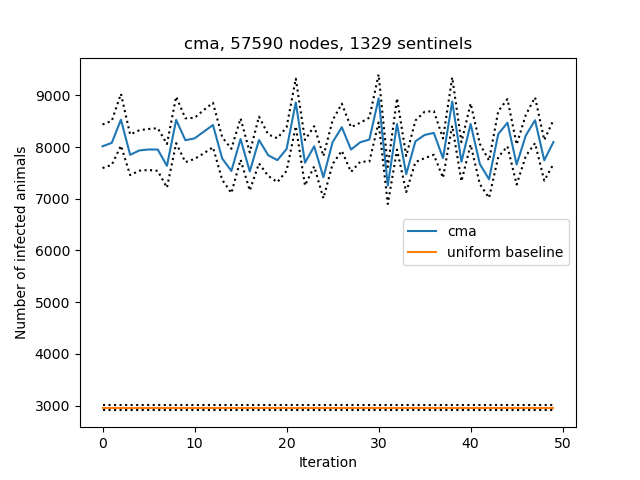 cma, 57590 nodes, 1329 sentinels
9000
8000
7000
6000
5000
4000
3000
Number of infected animals
cma
uniform baseline
0 10 20 30 40 50
Iteration